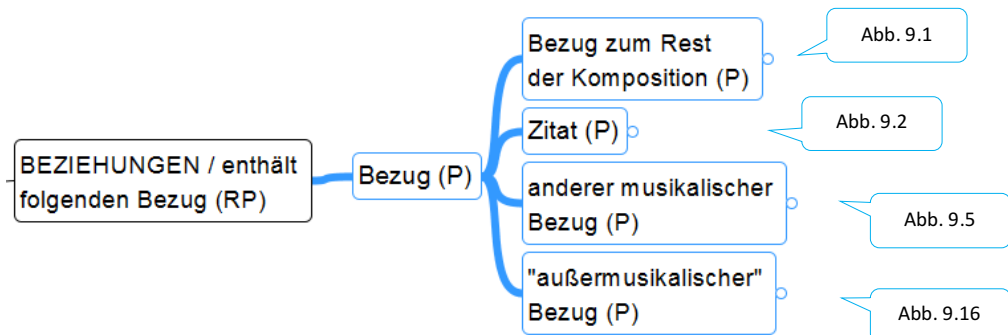 BEZIEHUNGEN / enthält
folgenden Bezug (RP)
Bezug (P)
Bezug zum Rest
der Komposition (P)
Abb. 9.1
Zitat (P)
Abb. 9.2
anderer musikalischer
Bezug (P)
Abb. 9.5
"außermusikalischer"
Bezug (P)
Abb. 9.16